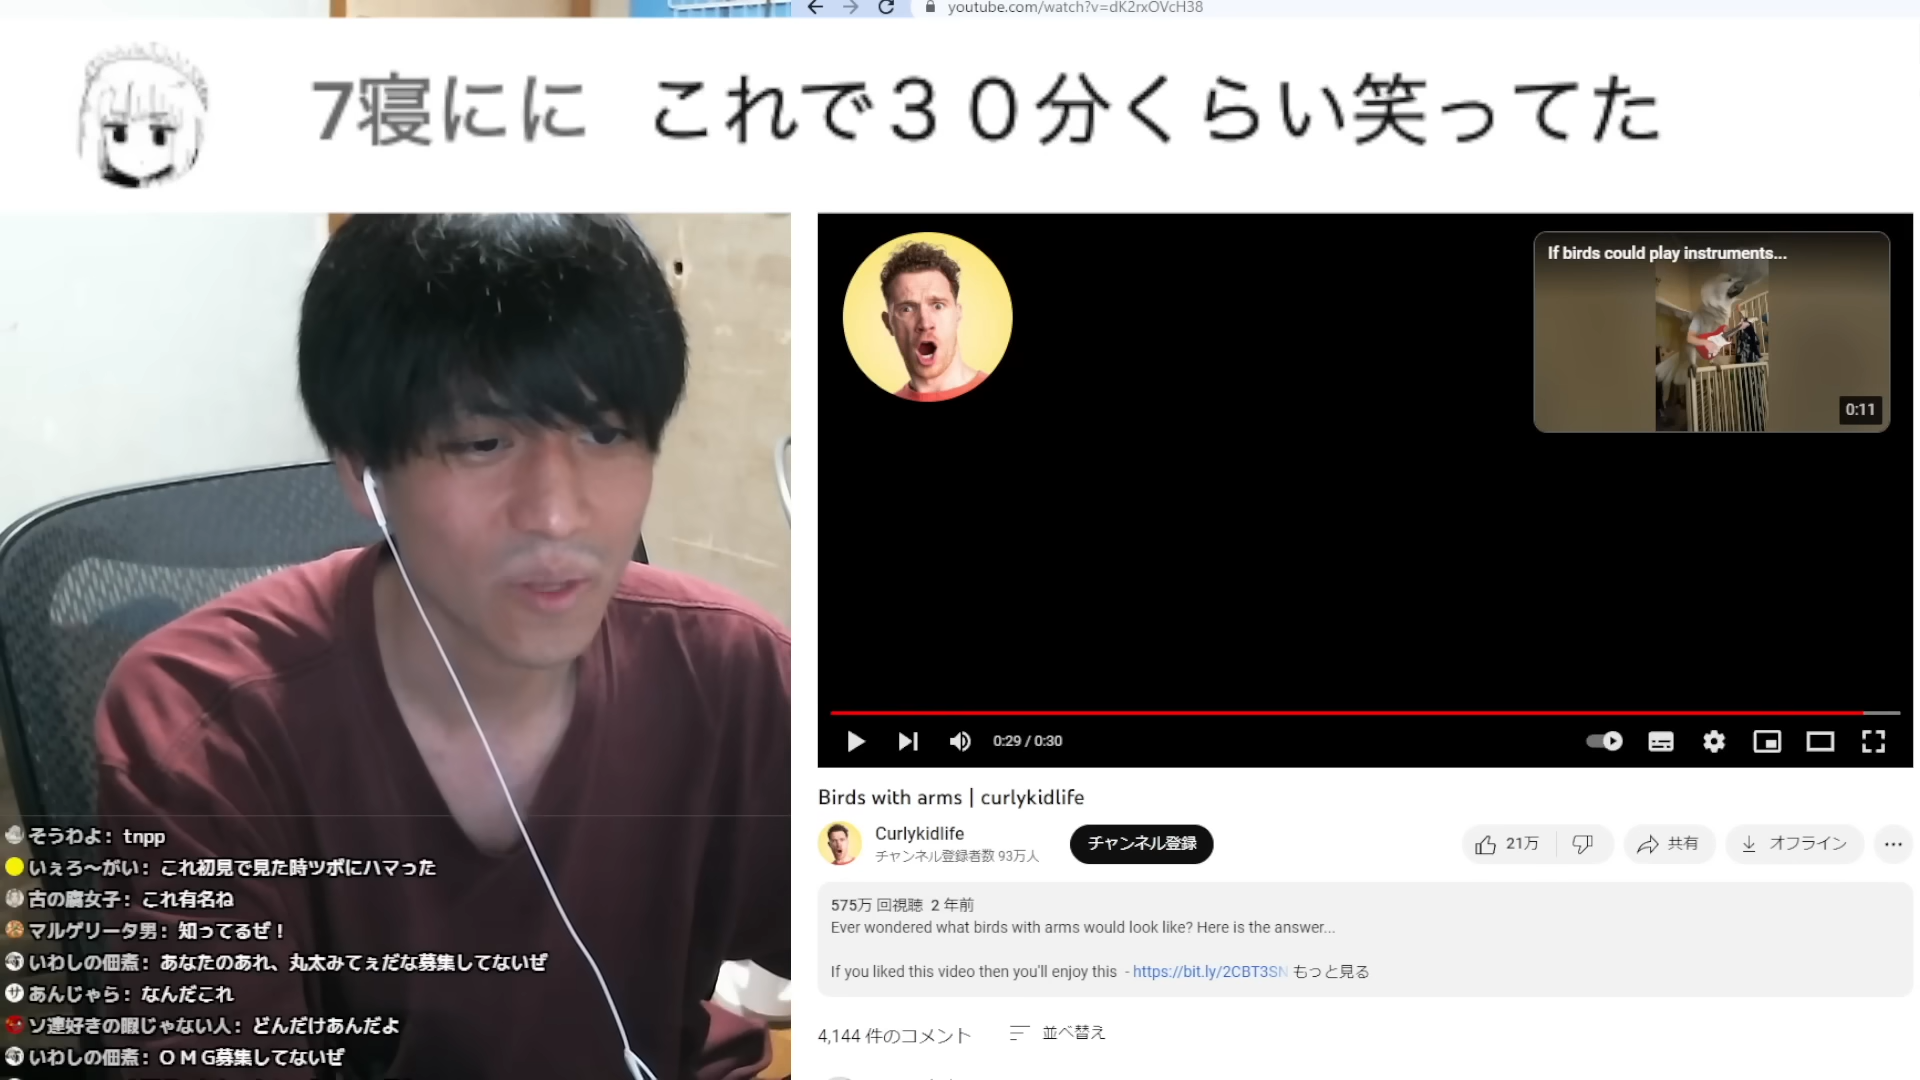 youtube.com/watch?v=dK2rxOVcH38
7寝にに これで３０分くらい笑ってた
If birds could play instruments...
0:11
0:29 / 0:30
Birds with arms | curlykidlife
Curlykidlife
チャンネル登録者数 93万人
チャンネル登録
21万
共有
オフライン
575万 回視聴 2 年前
Ever wondered what birds with arms would look like? Here is the answer...
If you liked this video then you'll enjoy this - https://bit.ly/2CBT3SN もっと見る
4,144 件のコメント
並べ替え
そうわよ: tnpp
いぇろ～がい: これ初見で見た時ツボにハマった
古の腐女子: これ有名ね
マルゲリータ男: 知ってるぜ！
いわしの佃煮: あなたのあれ、丸太みてぇだな募集してないぜ
サ
あんじゃら: なんだこれ
ソ連好きの暇じゃない人: どんだけあんだよ
いわしの佃煮: ＯＭＧ募集してないぜ